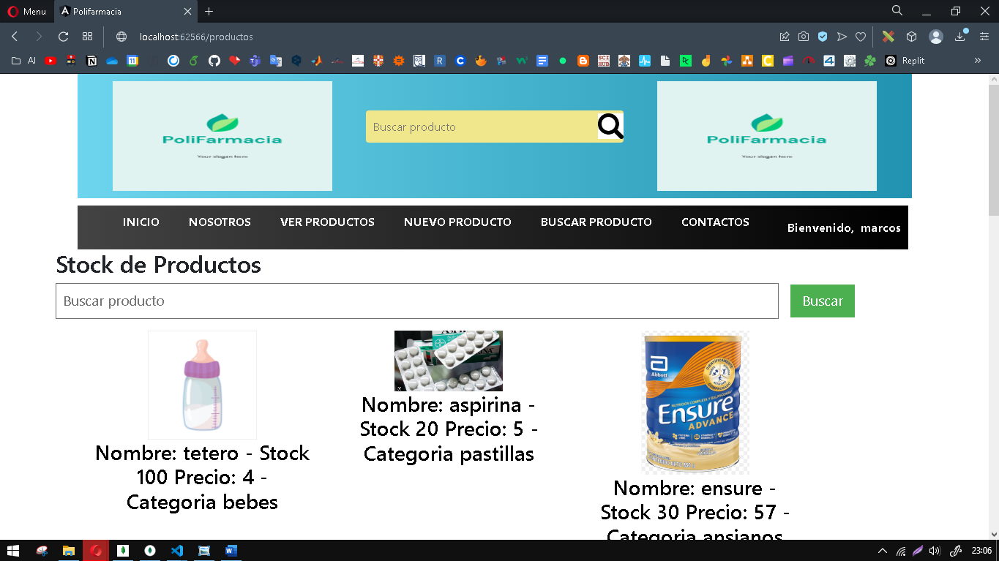 Menu
Polifarmacia
localhost:62566/productos
AI
Replit
PoliFarmacia
Your slogan here
Buscar producto
PoliFarmacia
Your slogan here
INICIO NOSOTROS VER PRODUCTOS NUEVO PRODUCTO BUSCAR PRODUCTO CONTACTOS Bienvenido, marcos
Stock de Productos
Buscar producto Buscar
Nombre: tetero - Stock
100 Precio: 4 -
Categoria bebes
Nombre: aspirina -
Stock 20 Precio: 5 -
Categoria pastillas
Abbott
Ensure
ADVANCE
Nombre: ensure -
Stock 30 Precio: 57 -
Categoria ansianos
23:06